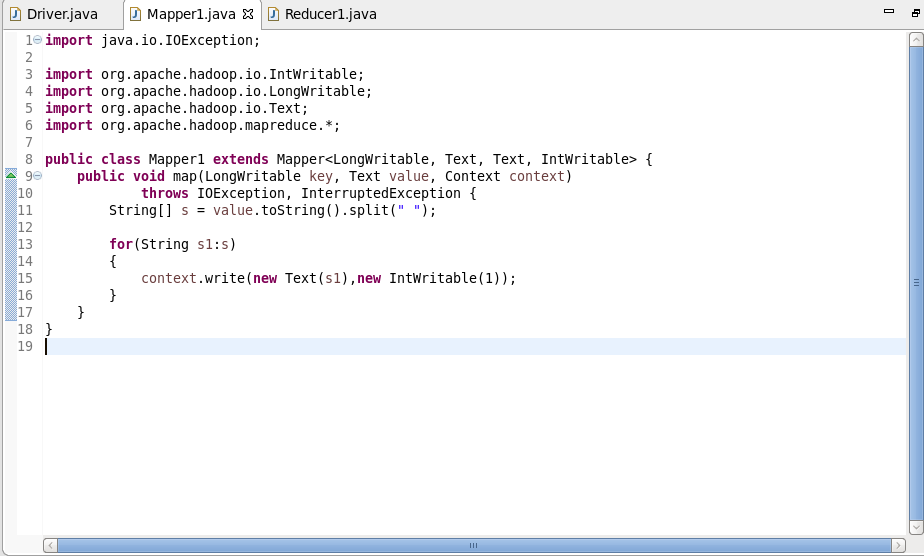 Driver.java Mapper1.java Reducer1.java
1 import java.io.IOException;
2
3 import org.apache.hadoop.io.IntWritable;
4 import org.apache.hadoop.io.LongWritable;
5 import org.apache.hadoop.io.Text;
6 import org.apache.hadoop.mapreduce.*;
7
8 public class Mapper1 extends Mapper<LongWritable, Text, Text, IntWritable> {
9     public void map(LongWritable key, Text value, Context context)
10             throws IOException, InterruptedException {
11         String[] s = value.toString().split(" ");
12
13         for(String s1:s)
14         {
15             context.write(new Text(s1),new IntWritable(1));
16         }
17     }
18 }
19